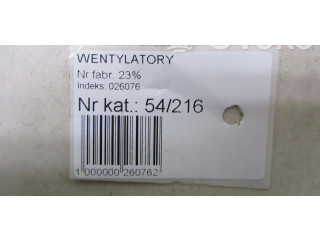 WENTYLATORY
Nr fabr. 23%
Indeks: 026076
Nr kat.: 54/216
1 000000 260762